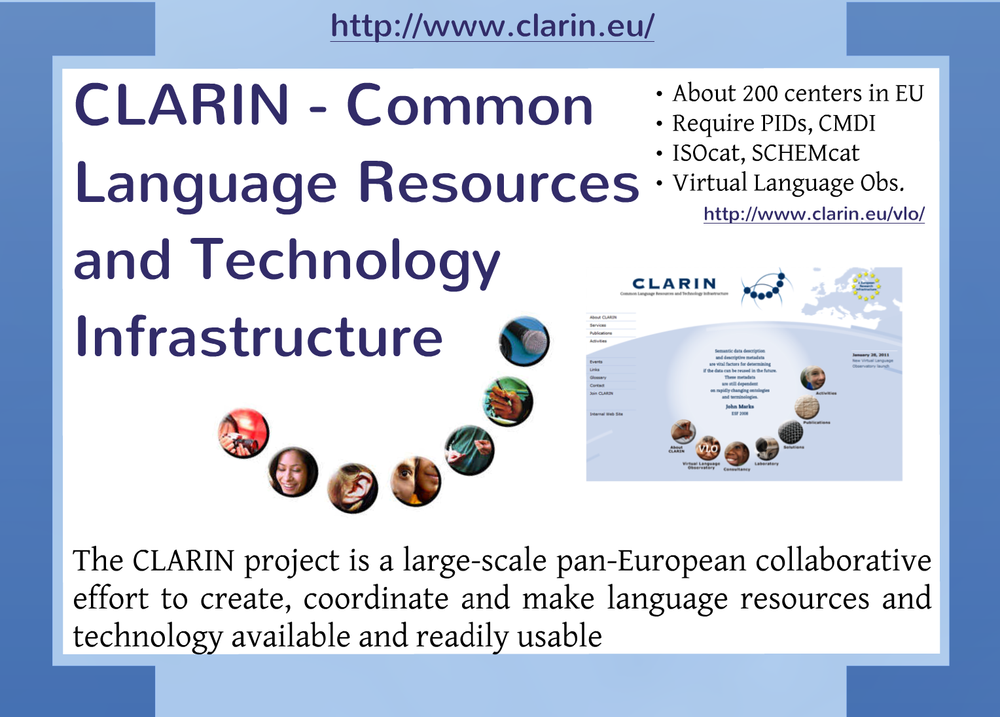 http://www.clarin.eu/
CLARIN - Common
Language Resources
and Technology
Infrastructure
• About 200 centers in EU
• Require PIDs, CMDI
• ISOcat, SCHEMcat
• Virtual Language Obs.
http://www.clarin.eu/vlo/
CLARIN
Common Language Resources and Technology Infrastructure
A European
Research
Infrastructure
About CLARIN
Services
Publications
Activities
Events
Links
Glossary
Contact
Join CLARIN
Internal Web Site
Semantic data description
and descriptive metadata
are vital factors for determining
if the data can be reused in the future.
These metadata
are still dependent
on rapidly changing ontologies
and terminologies.
John Marks
ESF 2008
January 28, 2011
New Virtual Language
Observatory launch
Activities
Publications
Solutions
Laboratory
Consultancy
VLO
Virtual Language
Observatory
About
CLARIN
The CLARIN project is a large-scale pan-European collaborative
effort to create, coordinate and make language resources and
technology available and readily usable